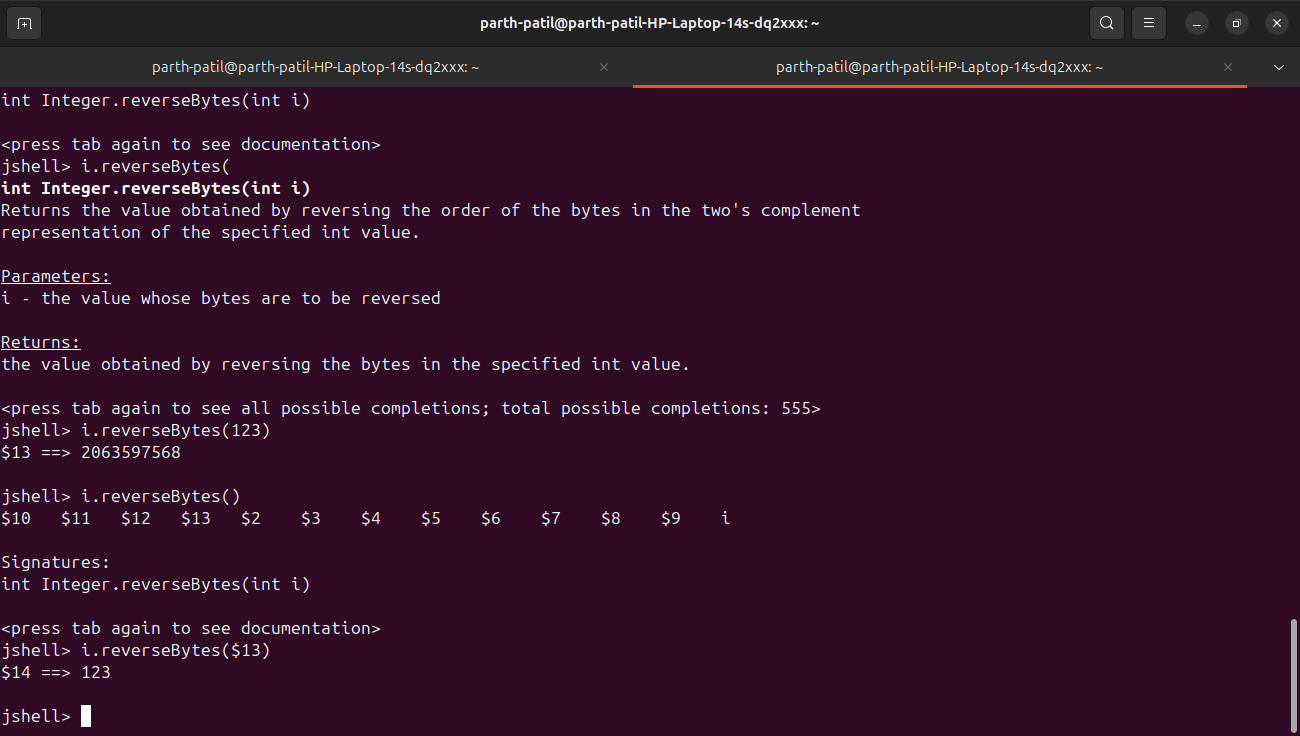 parth-patil@parth-patil-HP-Laptop-14s-dq2xxx: ~
parth-patil@parth-patil-HP-Laptop-14s-dq2xxx: ~
parth-patil@parth-patil-HP-Laptop-14s-dq2xxx: ~
int Integer.reverseBytes(int i)
<press tab again to see documentation>
jshell> i.reverseBytes(
int Integer.reverseBytes(int i)
Returns the value obtained by reversing the order of the bytes in the two's complement
representation of the specified int value.
Parameters:
i - the value whose bytes are to be reversed
Returns:
the value obtained by reversing the bytes in the specified int value.
<press tab again to see all possible completions; total possible completions: 555>
jshell> i.reverseBytes(123)
$13 ==> 2063597568
jshell> i.reverseBytes()
$10   $11   $12   $13   $2    $3    $4    $5    $6    $7    $8    $9    i
Signatures:
int Integer.reverseBytes(int i)
<press tab again to see documentation>
jshell> i.reverseBytes($13)
$14 ==> 123
jshell>